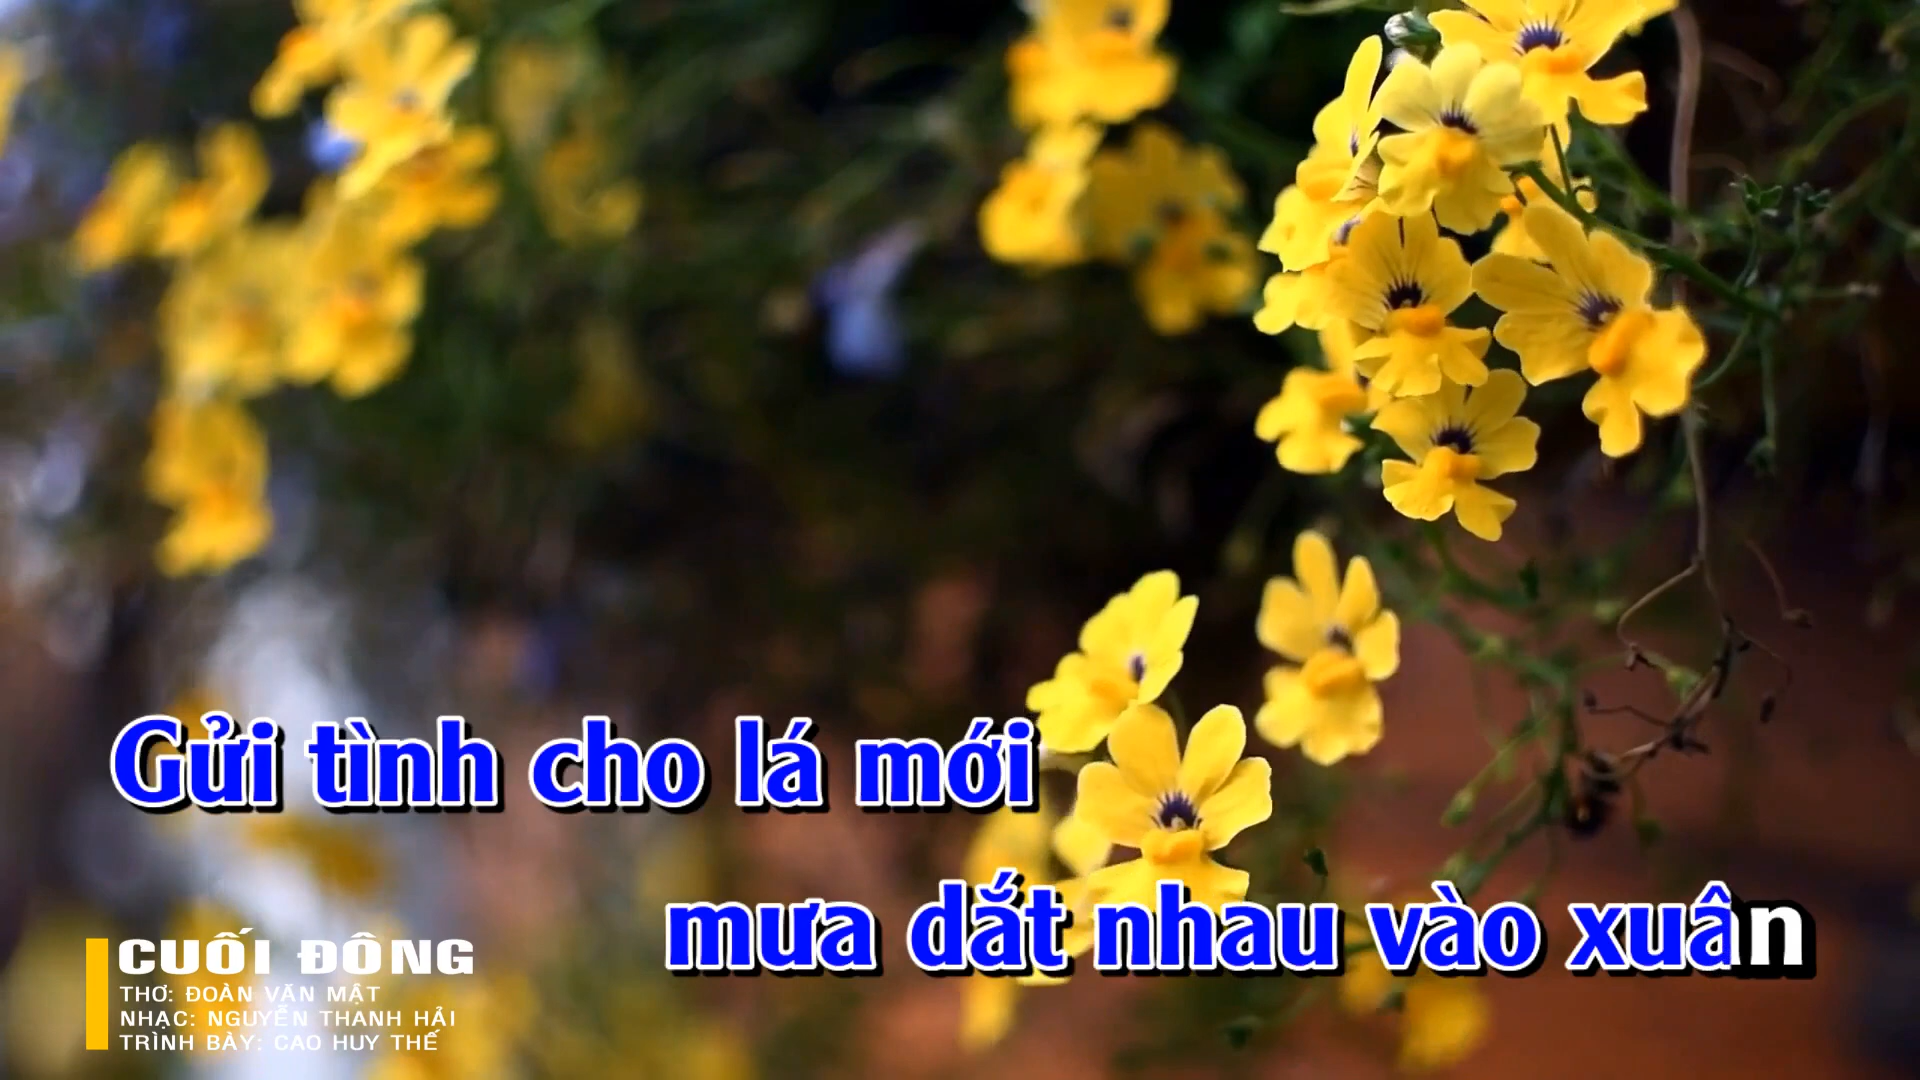 Gửi tình cho lá mới
mưa dắt nhau vào xuân
CUỐI ĐÔNG
THƠ: ĐOÀN VĂN MẬT
NHẠC: NGUYỄN THANH HẢI
TRÌNH BÀY: CAO HUY THẾ